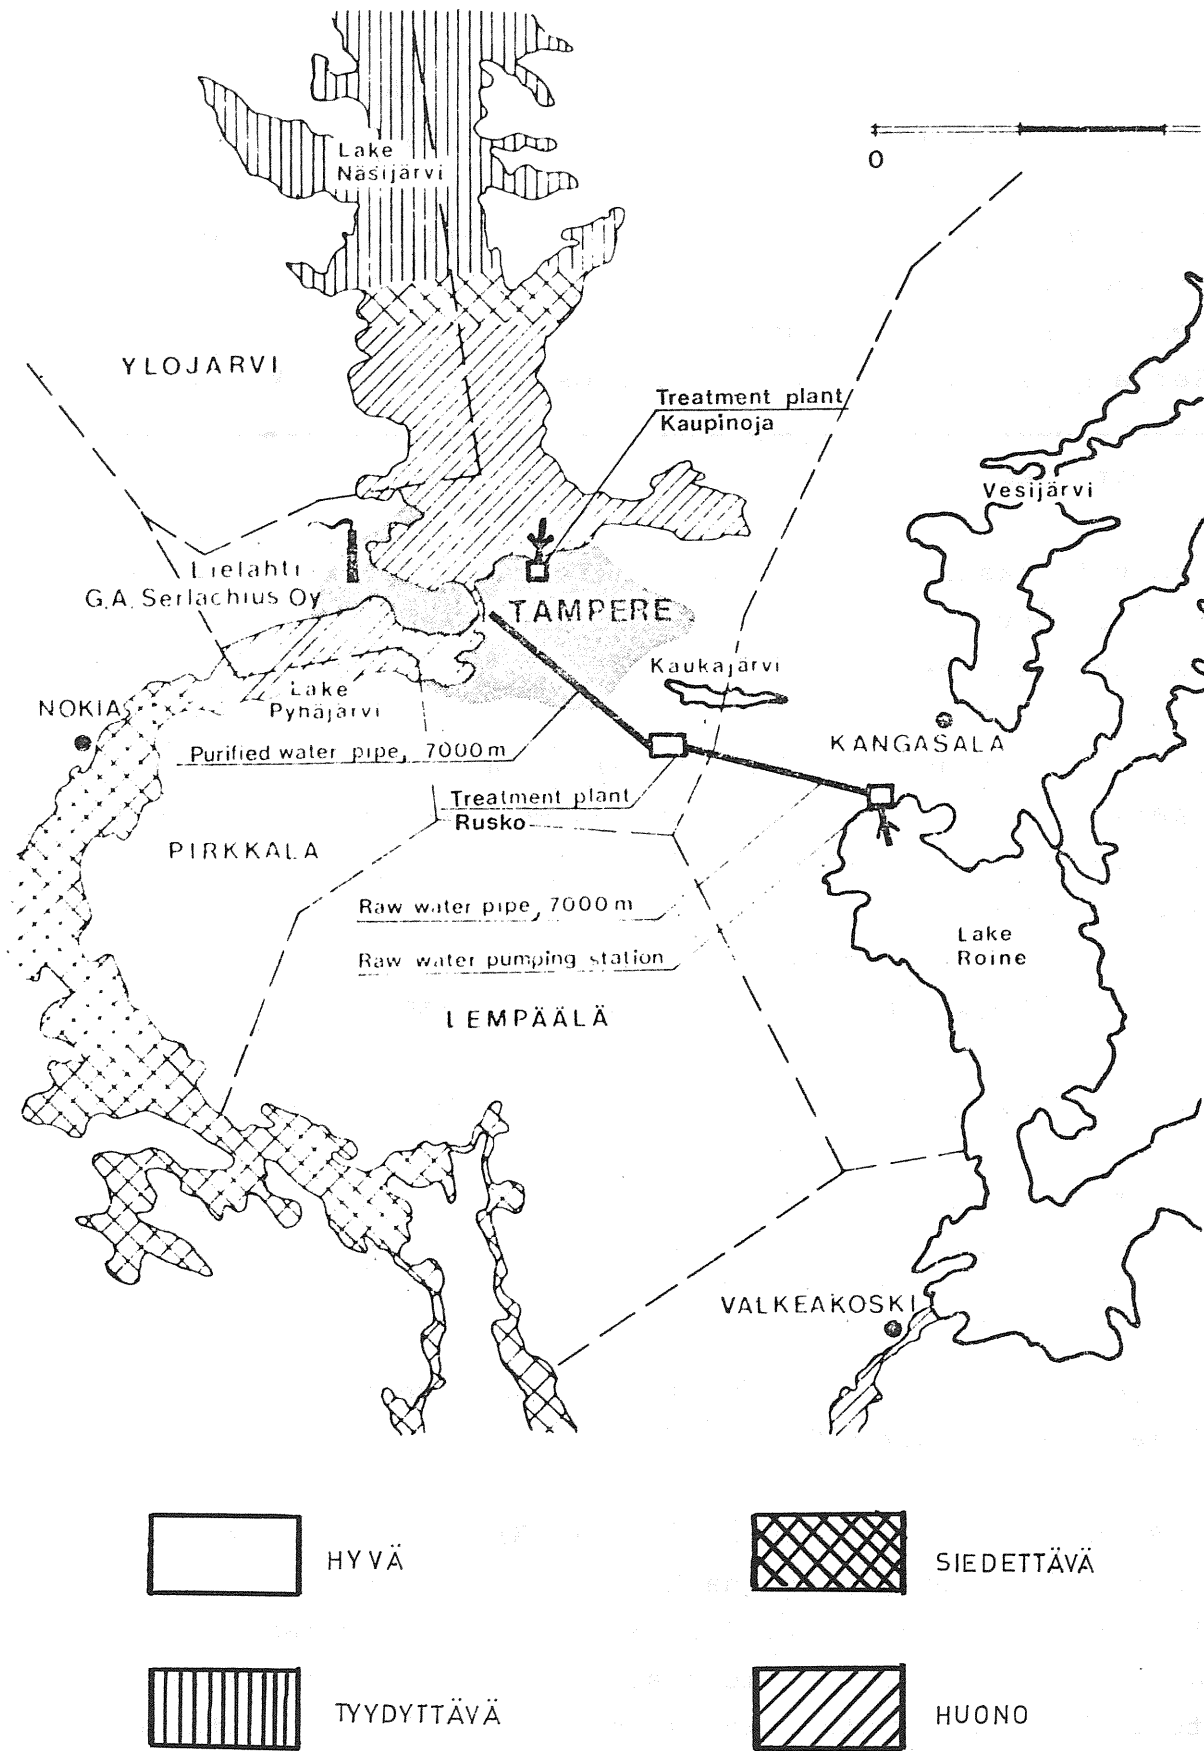 Lake
Näsijärvi
0
YLOJARVI
Treatment plant
Kaupinoja
Vesijärvi
Lielahti
G.A. Serlachius Oy
TAMPERE
Kaukajärvi
NOKIA
Lake
Pyhäjärvi
KANGASALA
Purified water pipe, 7000 m
Treatment plant
Rusko
PIRKKALA
Raw water pipe, 7000 m
Raw water pumping station
Lake
Roine
LEMPÄÄLÄ
VALKEAKOSKI
HYVÄ
SIEDETTÄVÄ
TYYDYTTÄVÄ
HUONO